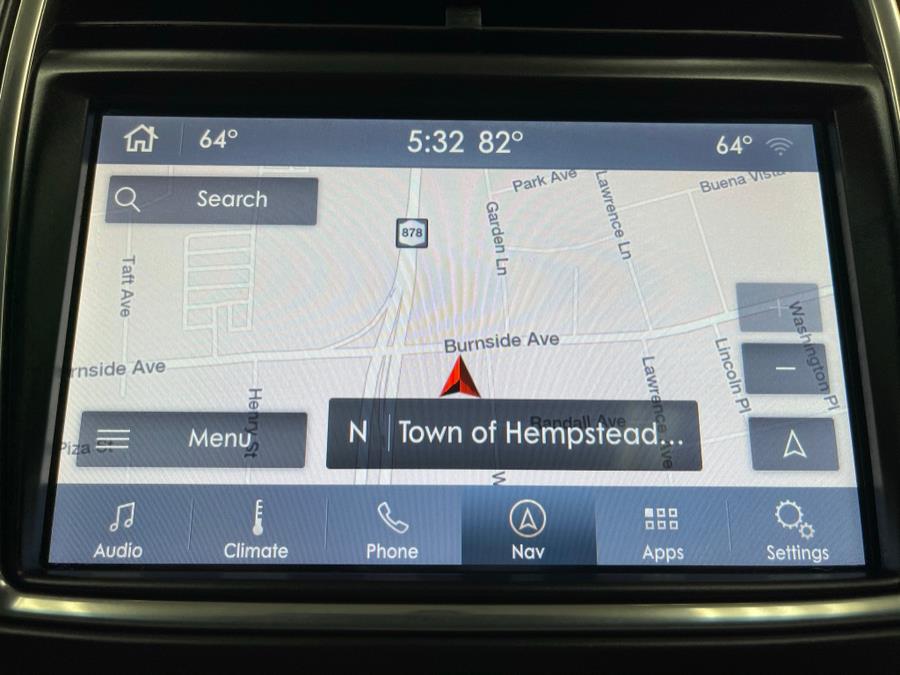 64° 5:32 82° 64°
Search
878
Park Ave
Lawrence Ln
Buena Vista
Garden Ln
Taft Ave
Burnside Ave
rnside Ave
Washington Pl
Lincoln Pl
Lawrence Ave
Henry St
Randall Ave
Piza St
Menu
N Town of Hempstead...
W
Audio Climate Phone Nav Apps Settings